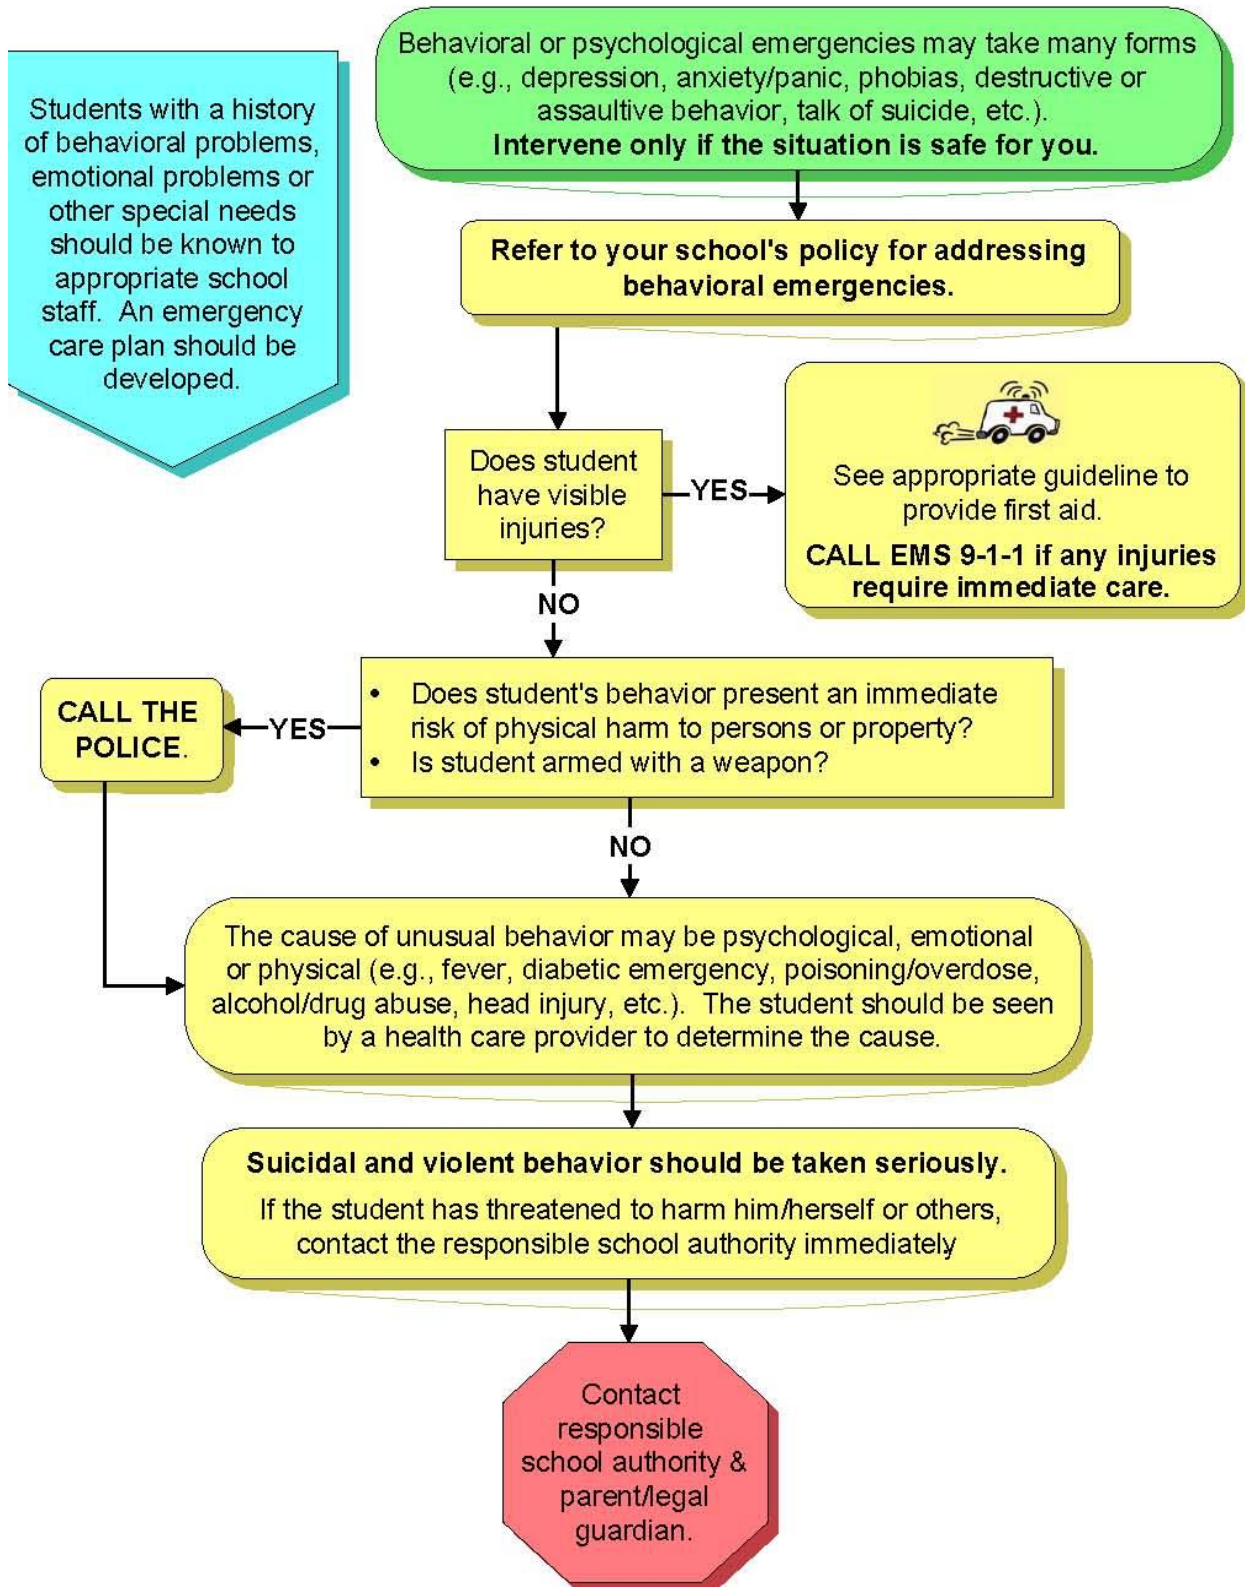 Behavioral or psychological emergencies may take many forms
(e.g., depression, anxiety/panic, phobias, destructive or
assaultive behavior, talk of suicide, etc.).
Intervene only if the situation is safe for you.
Students with a history
of behavioral problems,
emotional problems or
other special needs
should be known to
appropriate school
staff. An emergency
care plan should be
developed.
Refer to your school's policy for addressing
behavioral emergencies.
Does student
have visible
injuries?
YES
See appropriate guideline to
provide first aid.
CALL EMS 9-1-1 if any injuries
require immediate care.
NO
• Does student's behavior present an immediate
risk of physical harm to persons or property?
• Is student armed with a weapon?
YES
CALL THE
POLICE.
NO
The cause of unusual behavior may be psychological, emotional
or physical (e.g., fever, diabetic emergency, poisoning/overdose,
alcohol/drug abuse, head injury, etc.). The student should be seen
by a health care provider to determine the cause.
Suicidal and violent behavior should be taken seriously.
If the student has threatened to harm him/herself or others,
contact the responsible school authority immediately.
Contact
responsible
school authority &
parent/legal
guardian.